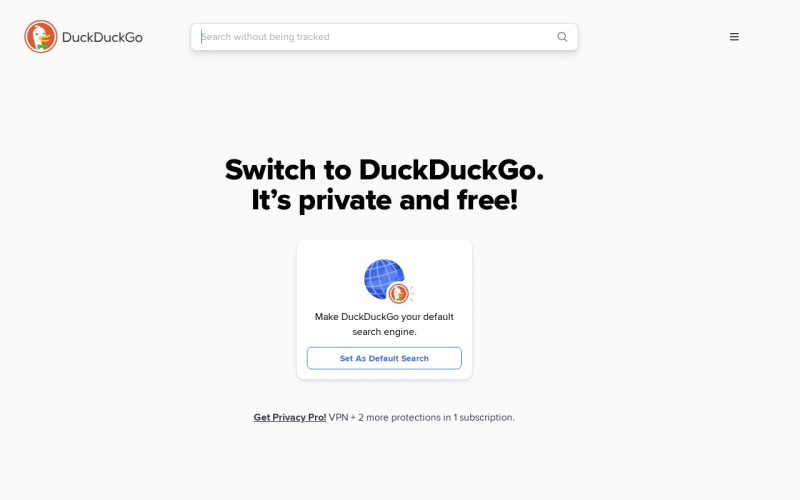 DuckDuckGo
Search without being tracked
Switch to DuckDuckGo.
It's private and free!
Make DuckDuckGo your default
search engine.
Set As Default Search
Get Privacy Pro! VPN + 2 more protections in 1 subscription.